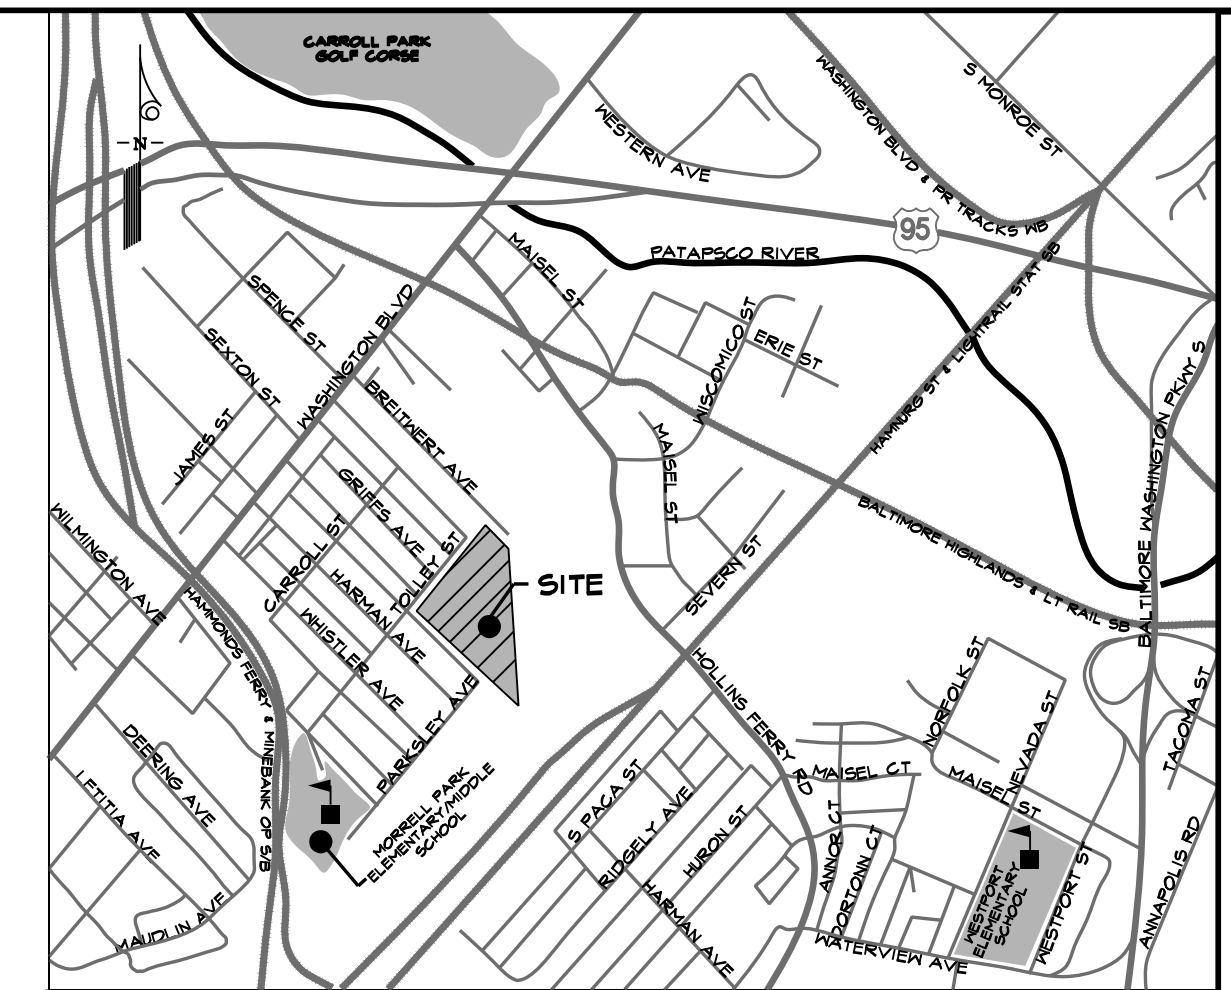 CARROLL PARK
GOLF CORSE
S MONROE ST
WASHINGTON BLVD & PR TRACKS WB
WESTERN AVE
-N-
95
PATAPSCO RIVER
MAISEL ST
SPENCE ST
SEXTON ST
WASHINGTON BLVD
WISCOMICO ST
ERIE ST
HAMNURG ST & LIGHTRAIL STAT SB
BALTIMORE WASHINGTON PKWY S
JAMES ST
BREITWERT AVE
MAISEL ST
GRIFFS AVE
CARROLL ST
TOLLEY ST
WILMINGTON AVE
BALTIMORE HIGHLANDS & LT RAIL SB
SITE
SEVERN ST
HARMAN AVE
WHISTLER AVE
HAMMONDS FERRY & MINEBANK OP S/B
PARKSLEY AVE
HOLLINS FERRY RD
NORFOLK ST
NEVADA ST
TACOMA ST
DEERING AVE
LETITIA AVE
MAUDLIN AVE
MORRELL PARK
ELEMENTARY/MIDDLE
SCHOOL
S PACA ST
RIDGELY AVE
HURON ST
HARMAN AVE
MAISEL CT
MAISEL ST
ANNOR CT
DORTONN CT
WATERVIEW AVE
WESTPORT
ELEMENTARY
SCHOOL
WESTPORT ST
ANNAPOLIS RD